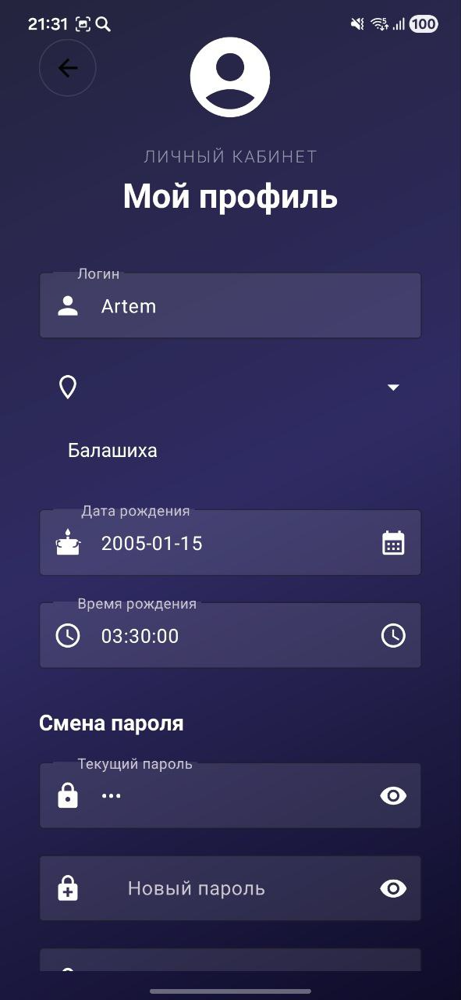 21:31
100
ЛИЧНЫЙ КАБИНЕТ
Мой профиль
Логин
Artem
Балашиха
Дата рождения
2005-01-15
Время рождения
03:30:00
Смена пароля
Текущий пароль
•••
Новый пароль